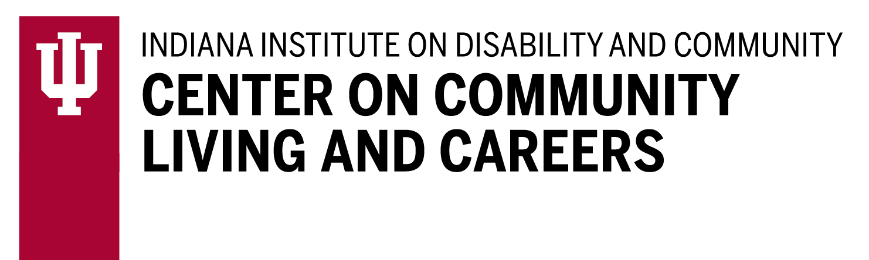 INDIANA INSTITUTE ON DISABILITY AND COMMUNITY
CENTER ON COMMUNITY
LIVING AND CAREERS